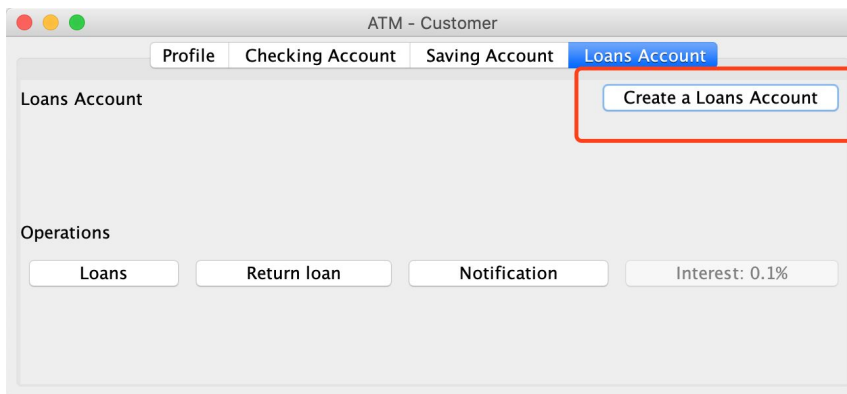 ATM - Customer
Profile Checking Account Saving Account Loans Account
Loans Account Create a Loans Account
Operations
Loans Return loan Notification Interest: 0.1%